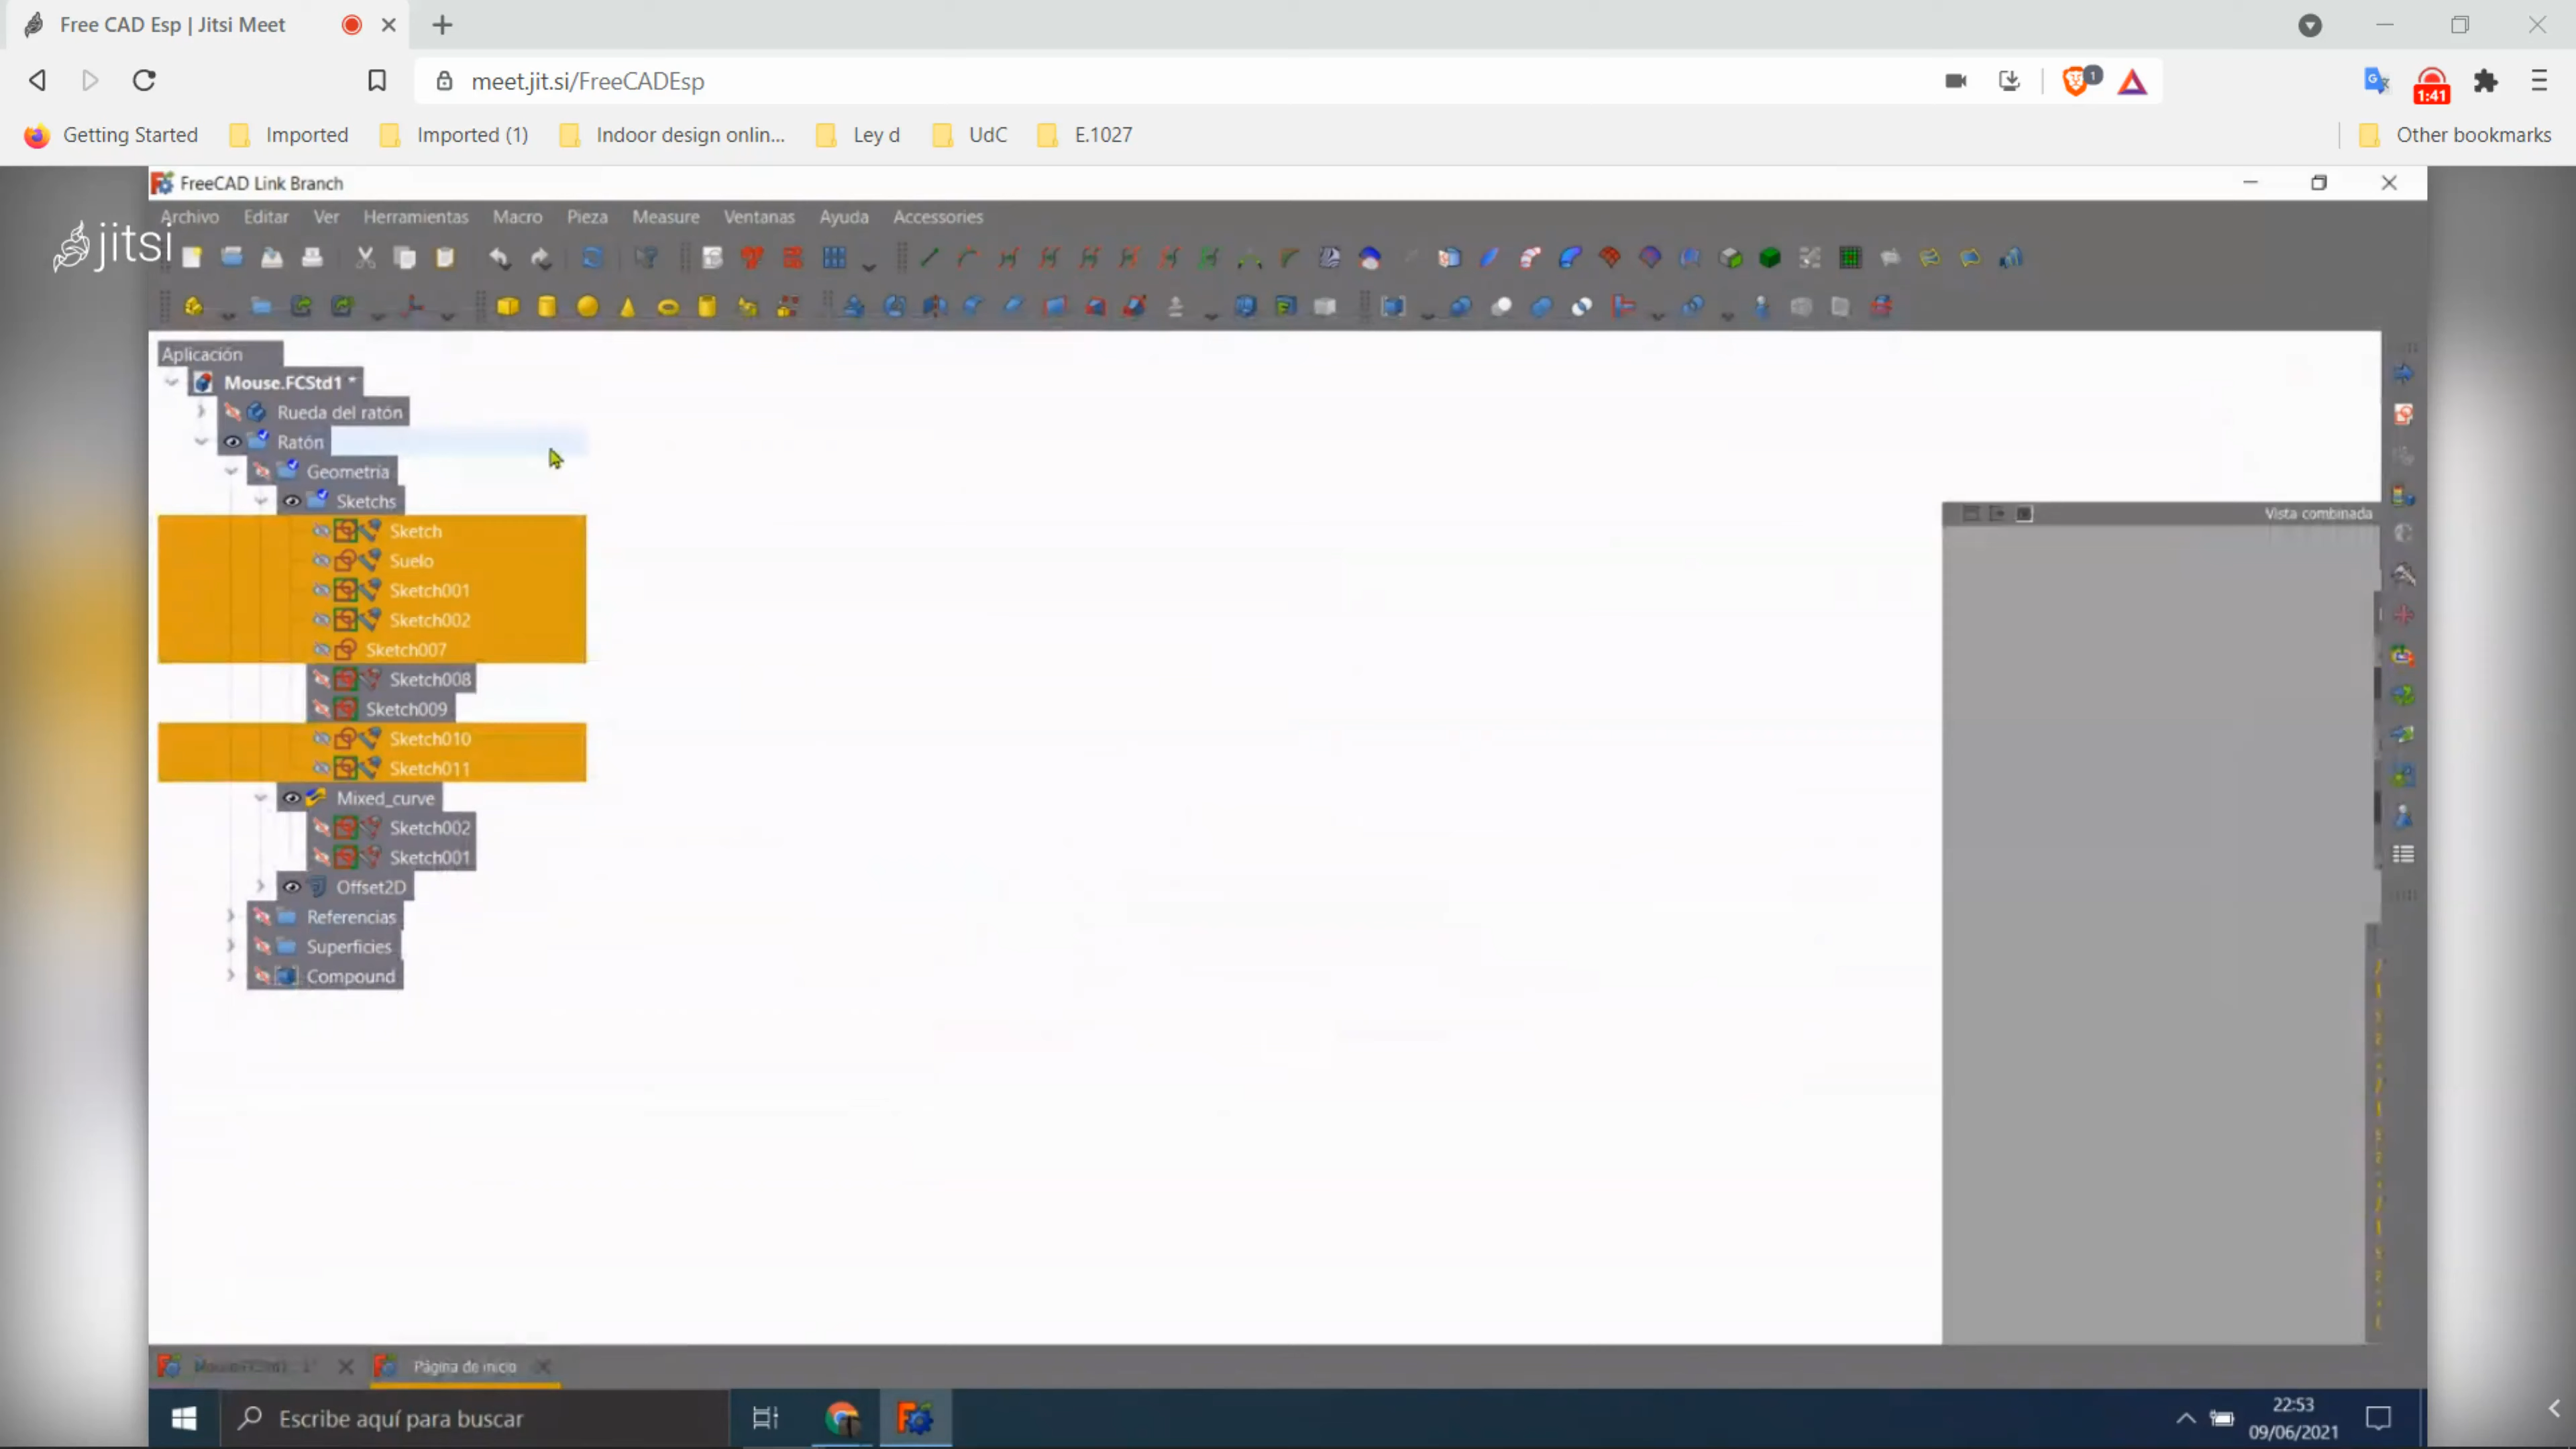 Free CAD Esp | Jitsi Meet
meet.jit.si/FreeCADEsp
1
1:41
Getting Started
Imported
Imported (1)
Indoor design onlin...
Ley d
UdC
E.1027
Other bookmarks
FreeCAD Link Branch
jitsi
Archivo Editar Ver Herramientas Macro Pieza Measure Ventanas Ayuda Accessories
Aplicación
Mouse.FCStd1 *
Rueda del ratón
Ratón
Geometria
Sketchs
Sketch
Suelo
Sketch001
Sketch002
Sketch007
Sketch008
Sketch009
Sketch010
Sketch011
Mixed_curve
Sketch002
Sketch001
Offset2D
Referencias
Superficies
Compound
Vista combinada
Página de inicio
Escribe aquí para buscar
22:53
09/06/2021